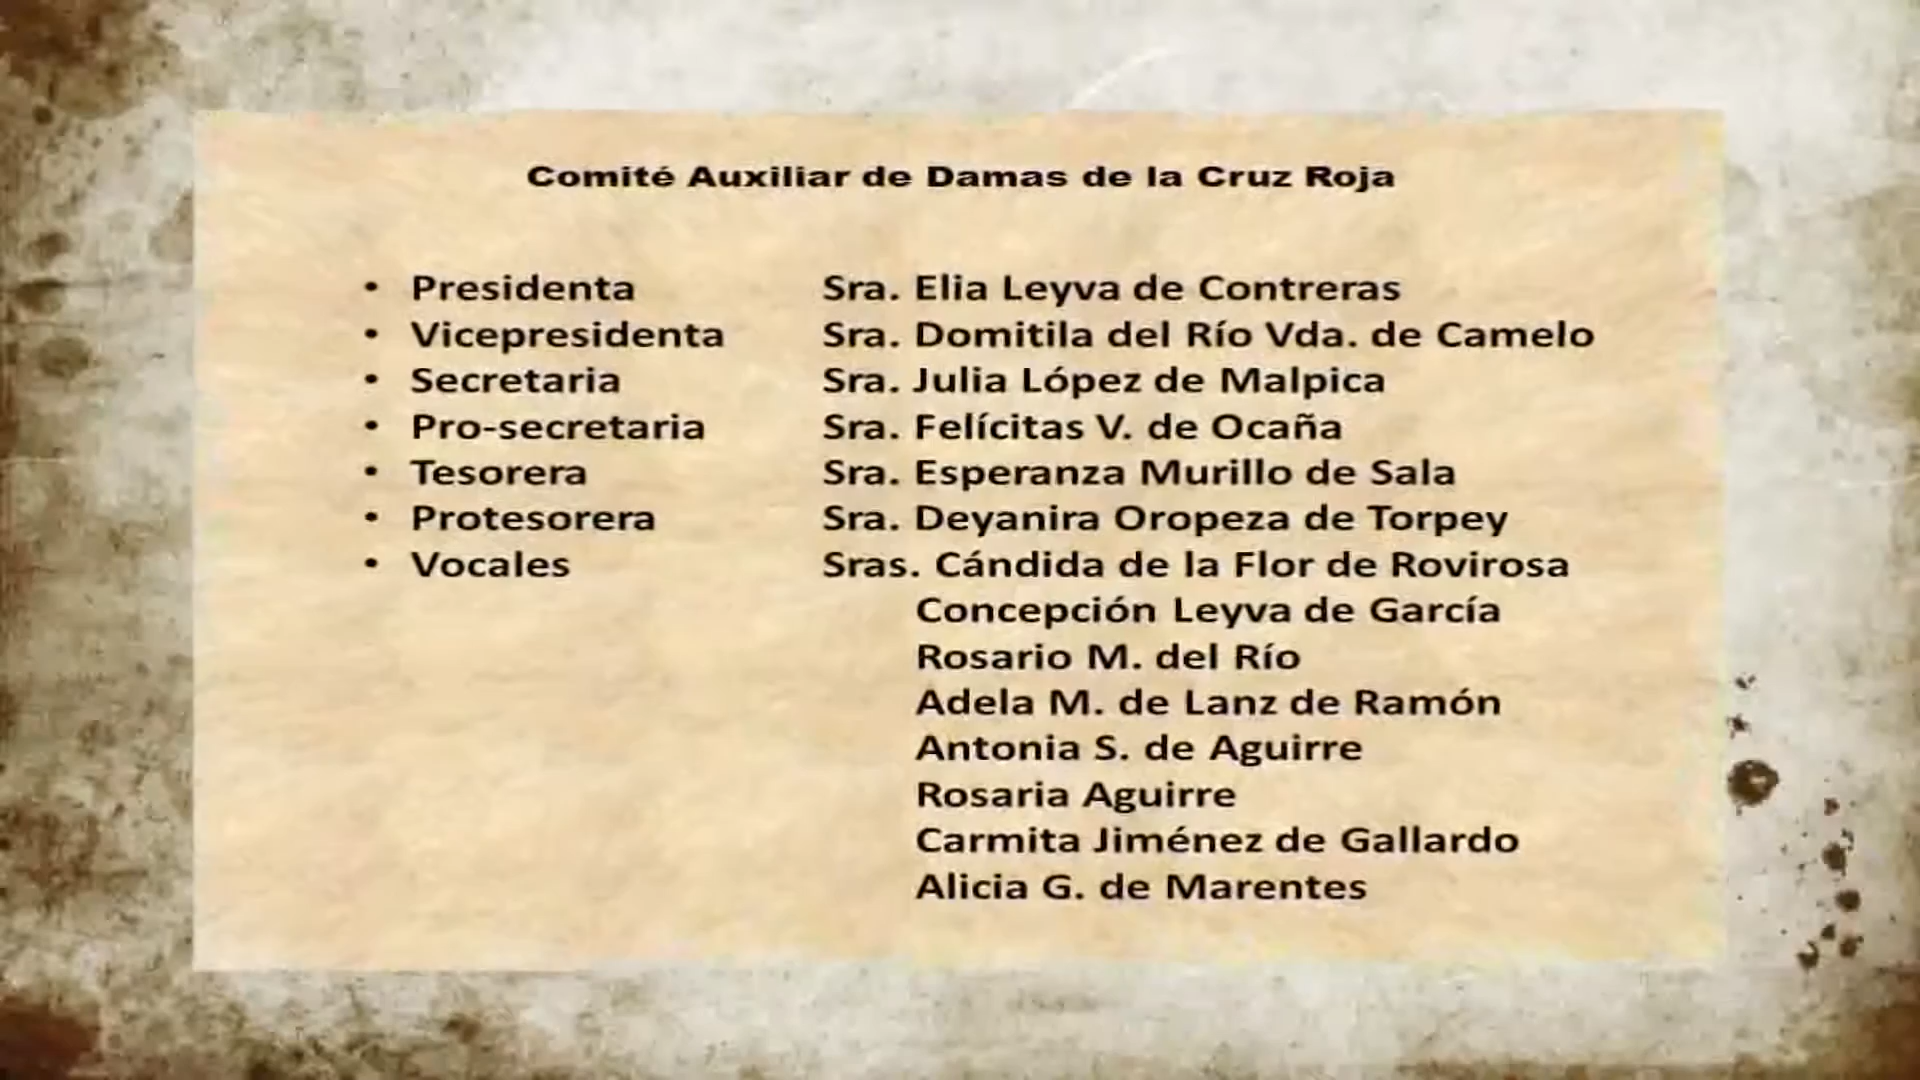 Comité Auxiliar de Damas de la Cruz Roja
• Presidenta Sra. Elia Leyva de Contreras
• Vicepresidenta Sra. Domitila del Río Vda. de Camelo
• Secretaria Sra. Julia López de Malpica
• Pro-secretaria Sra. Felícitas V. de Ocaña
• Tesorera Sra. Esperanza Murillo de Sala
• Protesorera Sra. Deyanira Oropeza de Torpey
• Vocales Sras. Cándida de la Flor de Rovirosa
Concepción Leyva de García
Rosario M. del Río
Adela M. de Lanz de Ramón
Antonia S. de Aguirre
Rosaria Aguirre
Carmita Jiménez de Gallardo
Alicia G. de Marentes